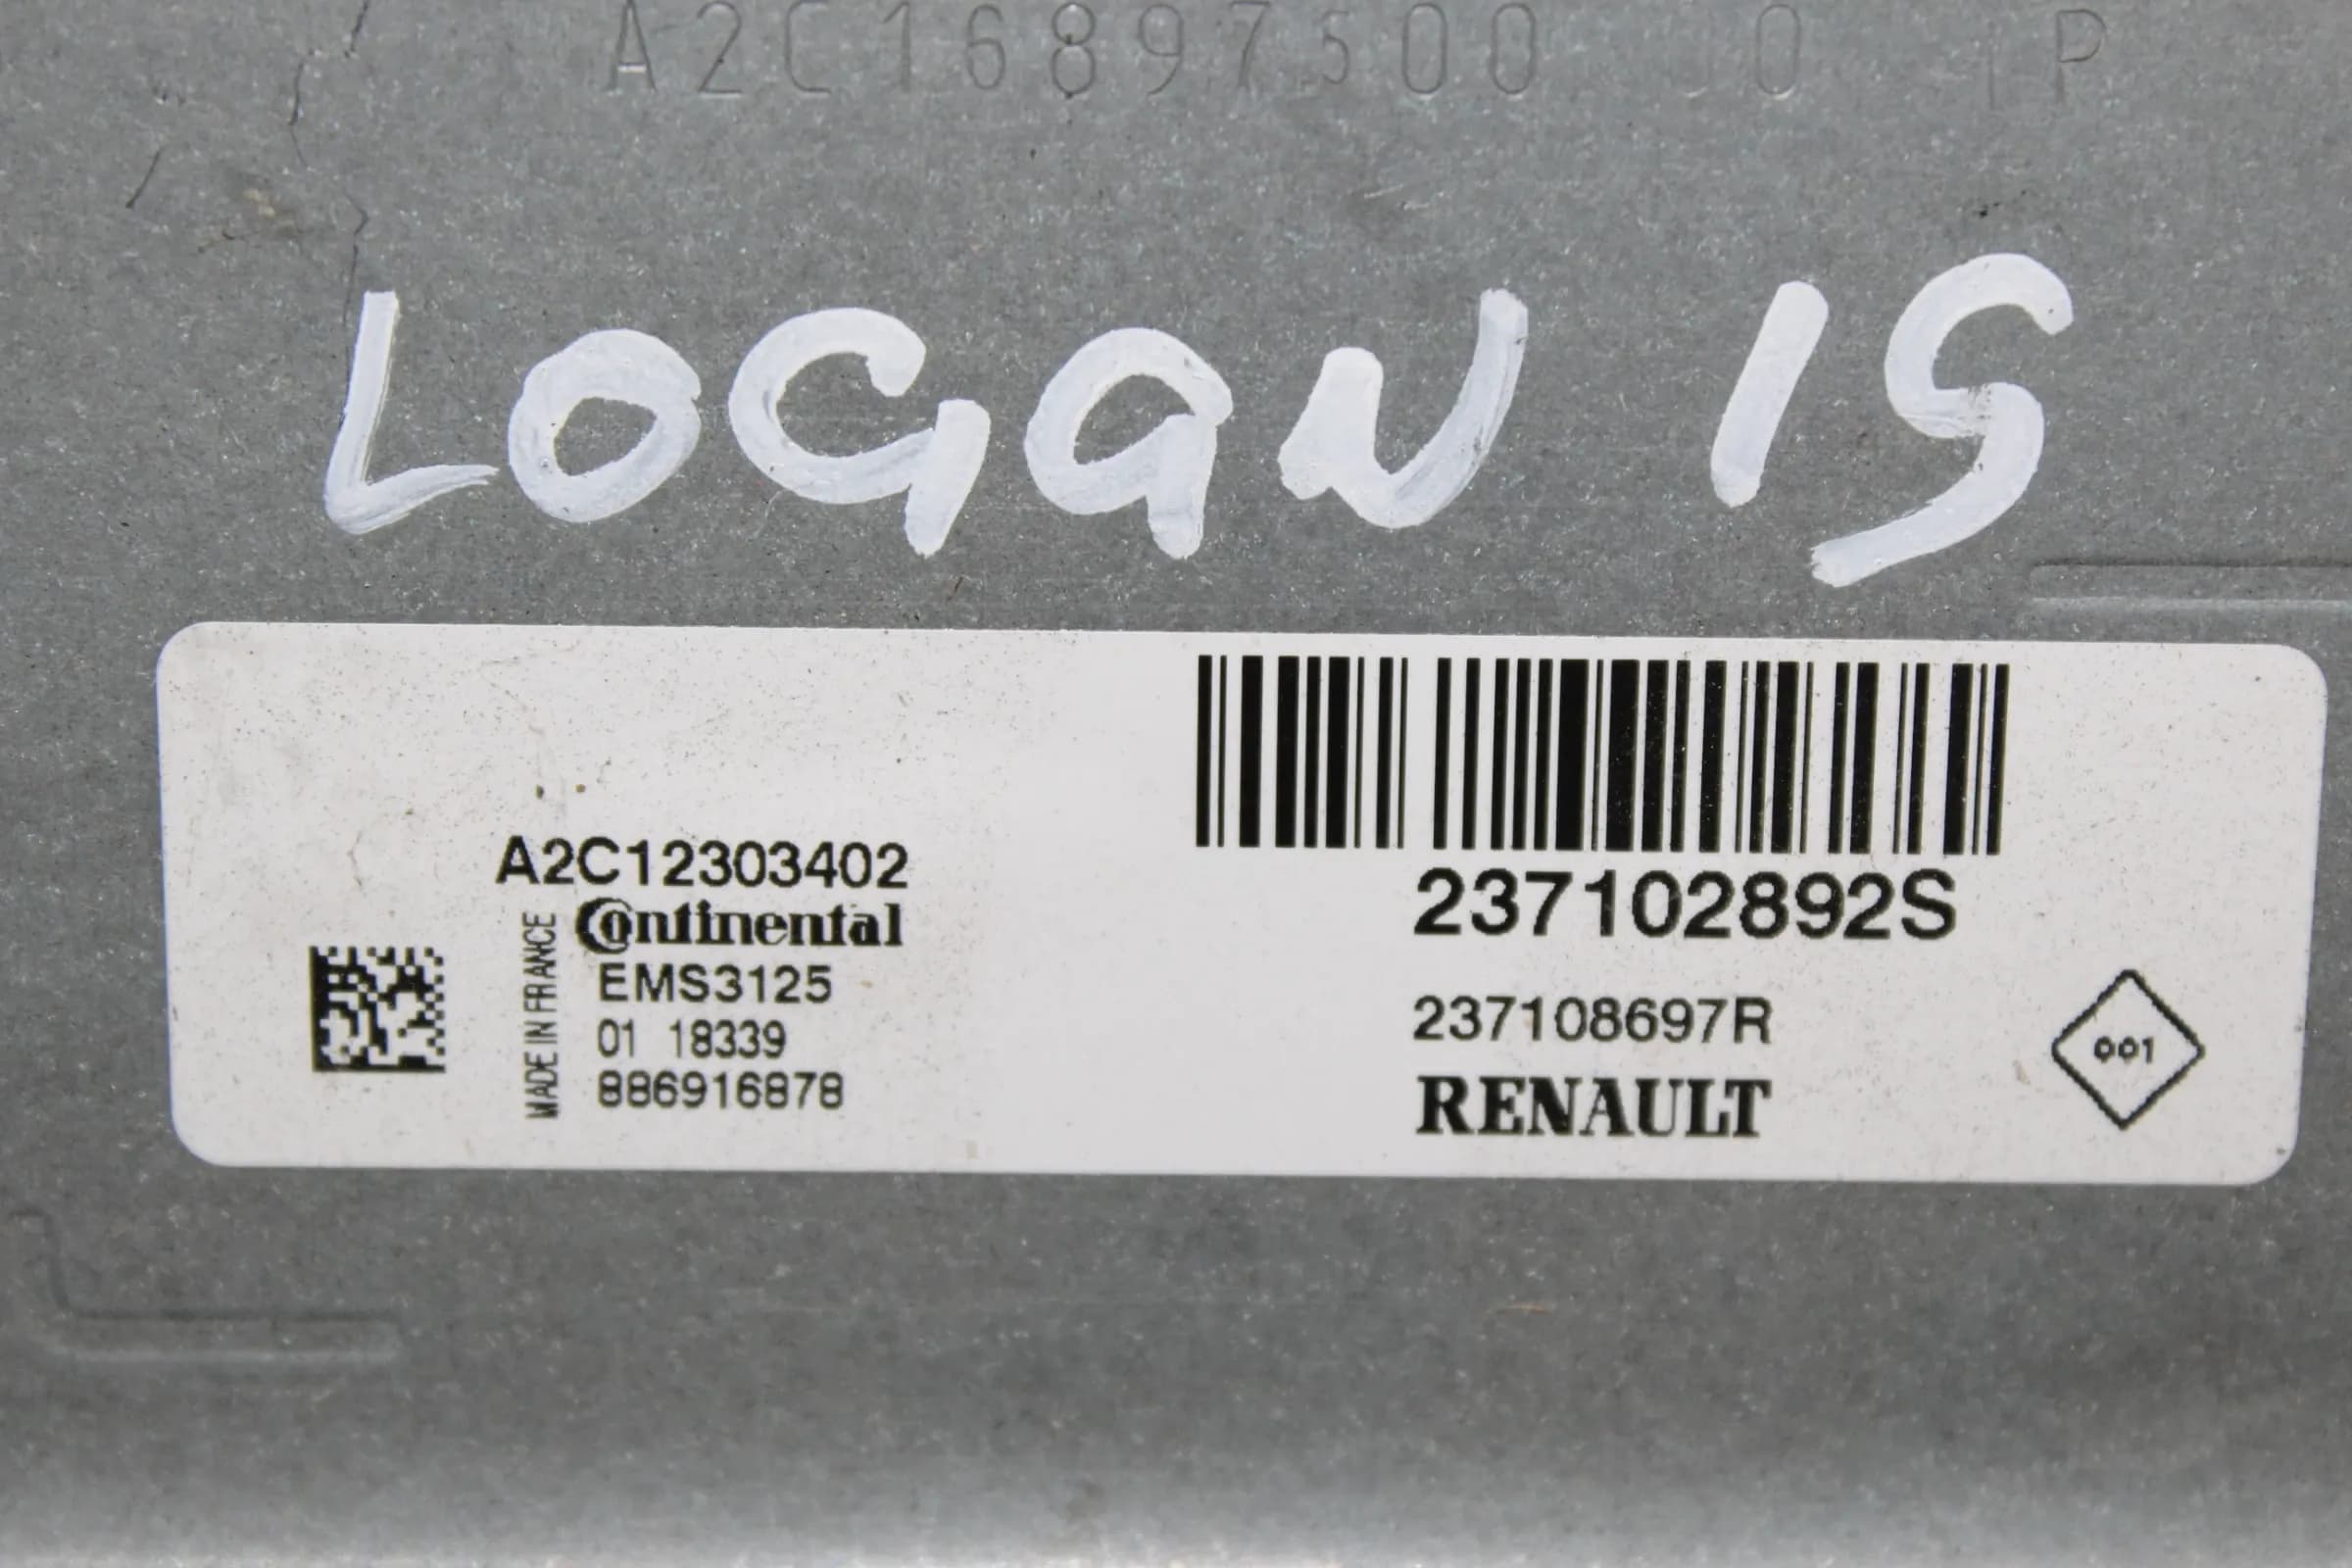 A2C16897500 P
LOGAN 15
A2C12303402
Continental
MADE IN FRANCE
EMS3125
01 18339
886916878
237102892S
237108697R
RENAULT
001